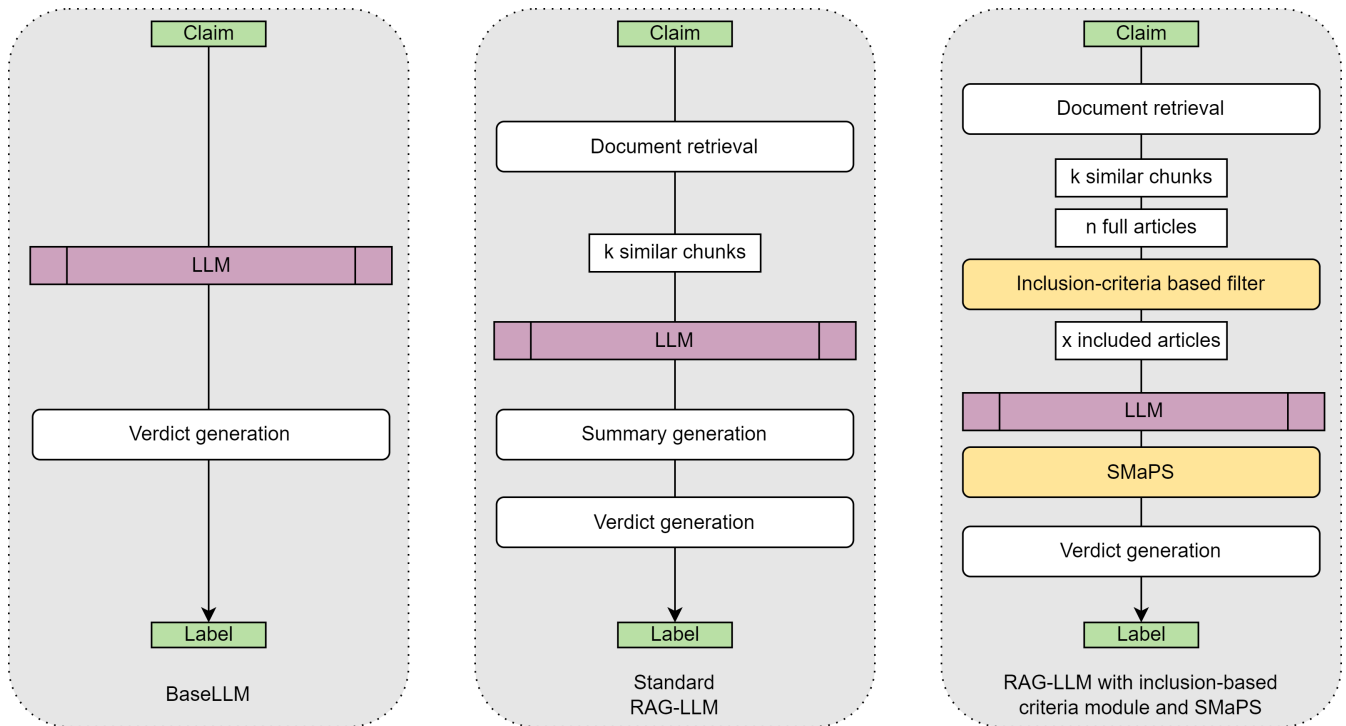 Claim
LLM
Verdict generation
Label
BaseLLM
Claim
Document retrieval
k similar chunks
LLM
Summary generation
Verdict generation
Label
Standard
RAG-LLM
Claim
Document retrieval
k similar chunks
n full articles
Inclusion-criteria based filter
x included articles
LLM
SMaPS
Verdict generation
Label
RAG-LLM with inclusion-based
criteria module and SMaPS